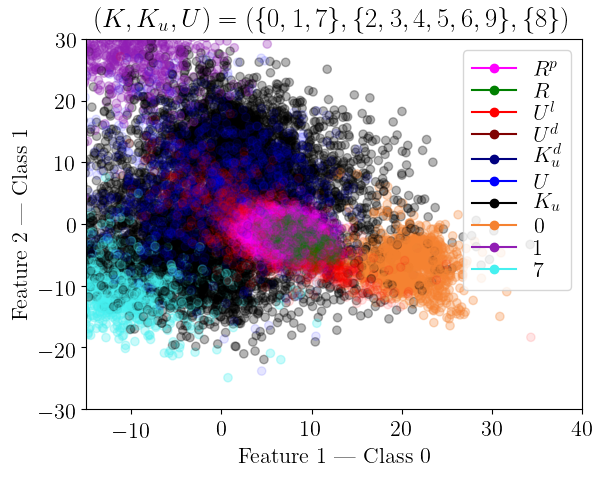 (K, K_u, U) = ({0, 1, 7}, {2, 3, 4, 5, 6, 9}, {8})
30
20
10
0
−10
−20
−30
−10
0
10
20
30
40
Feature 2 — Class 1
Feature 1 — Class 0
R^p
R
U^l
U^d
K_u^d
U
K_u
0
1
7